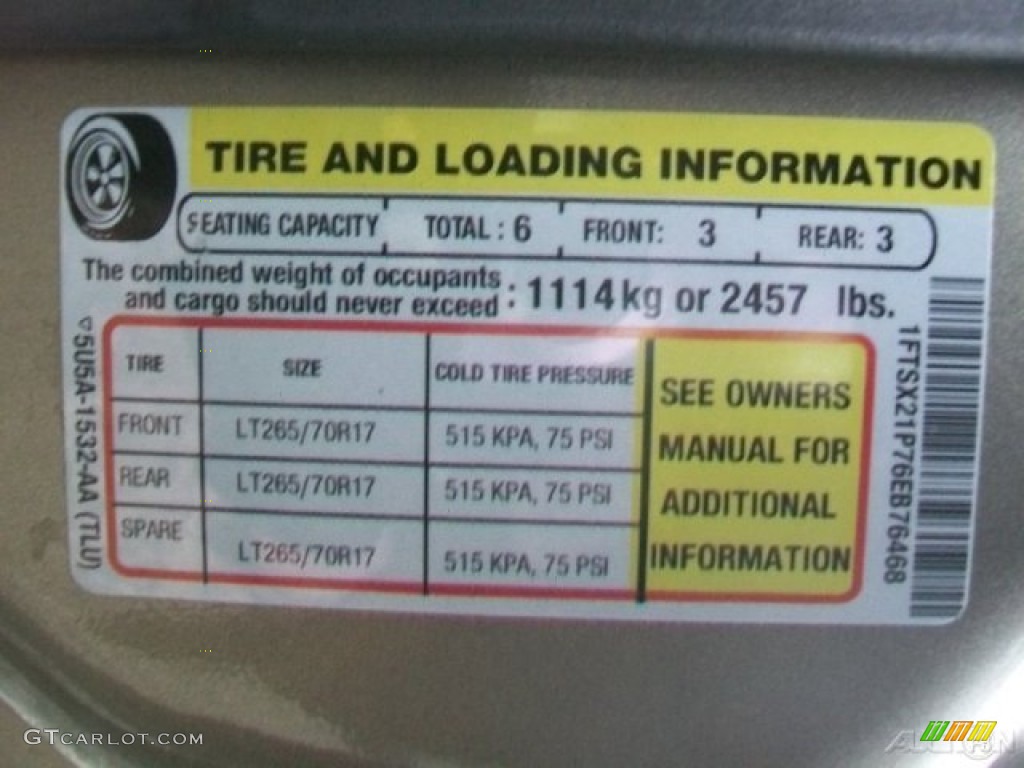 TIRE AND LOADING INFORMATION
SEATING CAPACITY TOTAL : 6 FRONT: 3 REAR: 3
The combined weight of occupants
and cargo should never exceed : 1114kg or 2457 lbs.
TIRE SIZE COLD TIRE PRESSURE
FRONT LT265/70R17 515 KPA, 75 PSI
REAR LT265/70R17 515 KPA, 75 PSI
SPARE LT265/70R17 515 KPA, 75 PSI
SEE OWNERS
MANUAL FOR
ADDITIONAL
INFORMATION
5U5A-1532-AA (TLU)
1FTSX21P76EB76468
GTCARLOT.COM